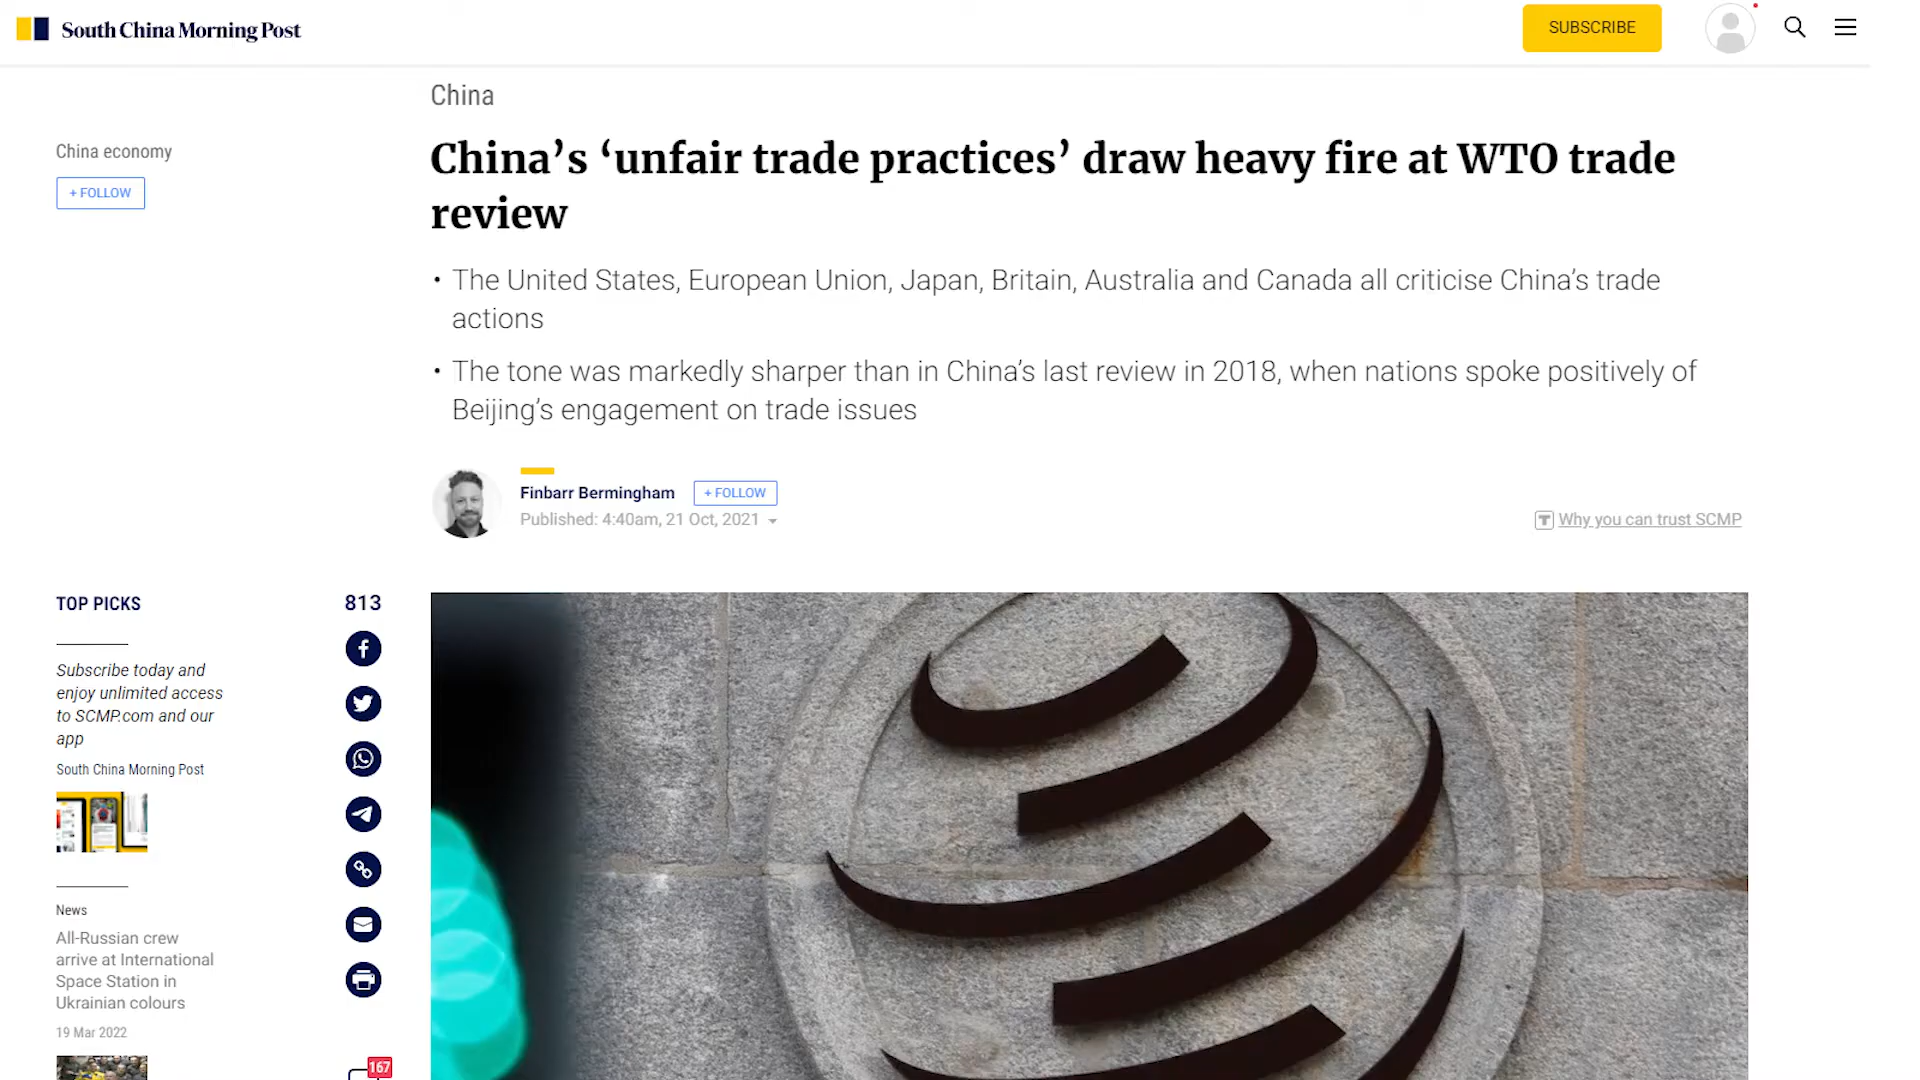 South China Morning Post
SUBSCRIBE
China
China economy
+ FOLLOW
China’s ‘unfair trade practices’ draw heavy fire at WTO trade
review
• The United States, European Union, Japan, Britain, Australia and Canada all criticise China’s trade
actions
• The tone was markedly sharper than in China’s last review in 2018, when nations spoke positively of
Beijing’s engagement on trade issues
Finbarr Bermingham
+ FOLLOW
Published: 4:40am, 21 Oct, 2021
Why you can trust SCMP
TOP PICKS
813
Subscribe today and
enjoy unlimited access
to SCMP.com and our
app
South China Morning Post
News
All-Russian crew
arrive at International
Space Station in
Ukrainian colours
19 Mar 2022
167